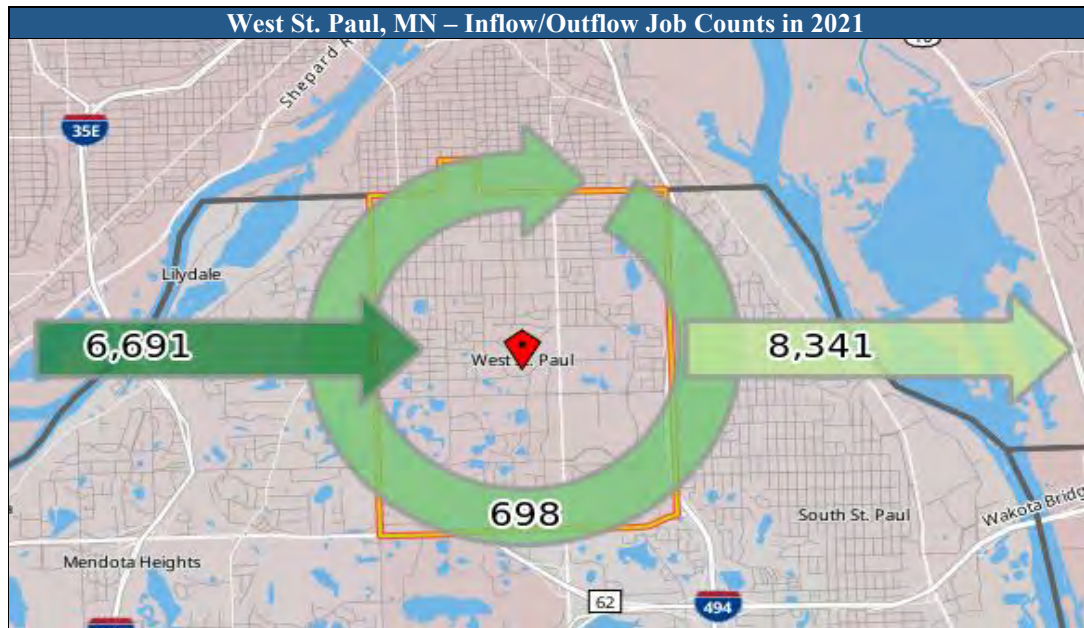 West St. Paul, MN – Inflow/Outflow Job Counts in 2021
35E
Lilydale
6,691
West St. Paul
8,341
698
South St. Paul
Wakota Bridg
Mendota Heights
62
494